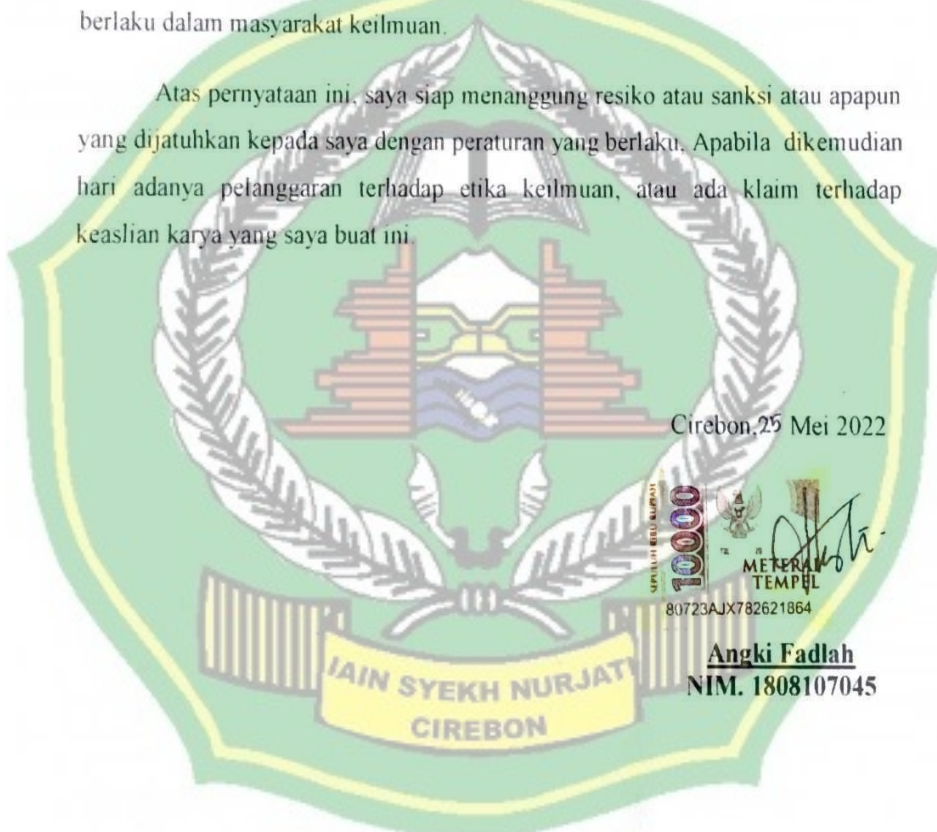 berlaku dalam masyarakat keilmuan.
Atas pernyataan ini, saya siap menanggung resiko atau sanksi atau apapun
yang dijatuhkan kepada saya dengan peraturan yang berlaku, Apabila dikemudian
hari adanya pelanggaran terhadap etika keilmuan, atau ada klaim terhadap
keaslian karya yang saya buat ini.
Cirebon,25 Mei 2022
SEPULUH RIBU RUPIAH
10000
METERAI
TEMPEL
80723AJX782621864
Angki Fadlah
NIM. 1808107045
IAIN SYEKH NURJATI
CIREBON